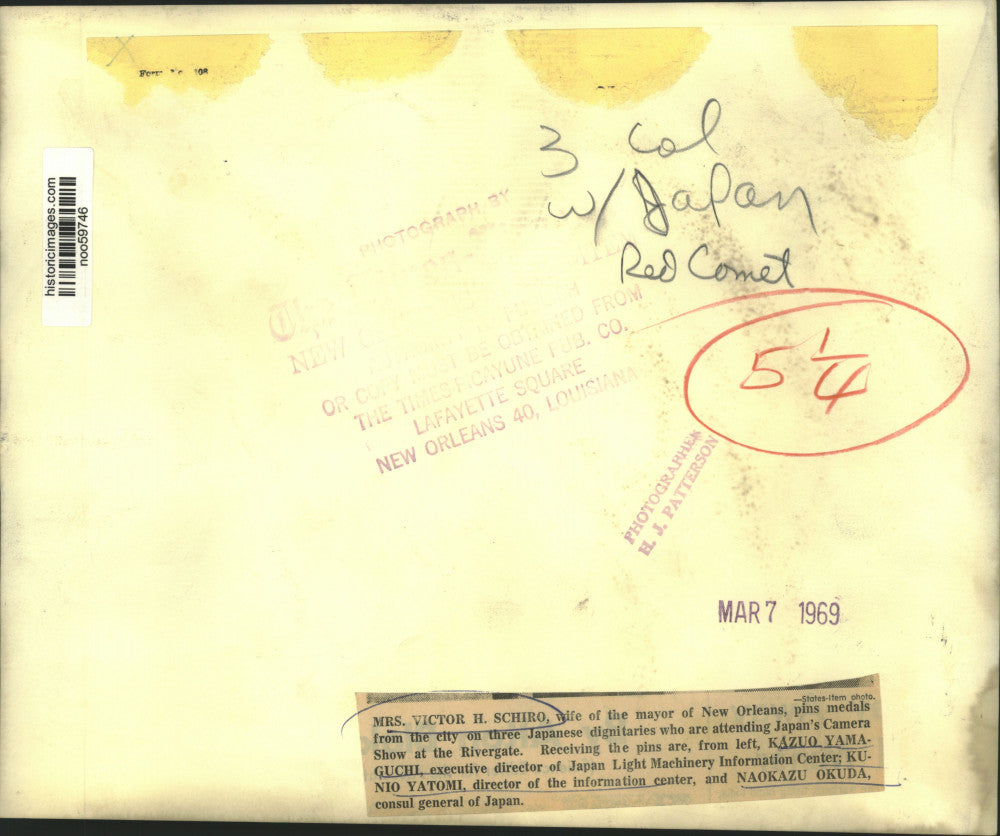 Form No 108
3 col
w/Japan
Red Comet
historicimages.com
noo59746
PHOTOGRAPH BY
NEW
OR COPY MUST BE OBTAINED FROM
THE TIMES-PICAYUNE PUB. CO.
LAFAYETTE SQUARE
NEW ORLEANS 40, LOUISIANA
5 1/4
PHOTOGRAPHER
H. J. PATTERSON
MAR 7 1969
—States-Item photo.
MRS. VICTOR H. SCHIRO, wife of the mayor of New Orleans, pins medals
from the city on three Japanese dignitaries who are attending Japan's Camera
Show at the Rivergate. Receiving the pins are, from left, KAZUO YAMA-
GUCHI, executive director of Japan Light Machinery Information Center; KU-
NIO YATOMI, director of the information center, and NAOKAZU OKUDA,
consul general of Japan.